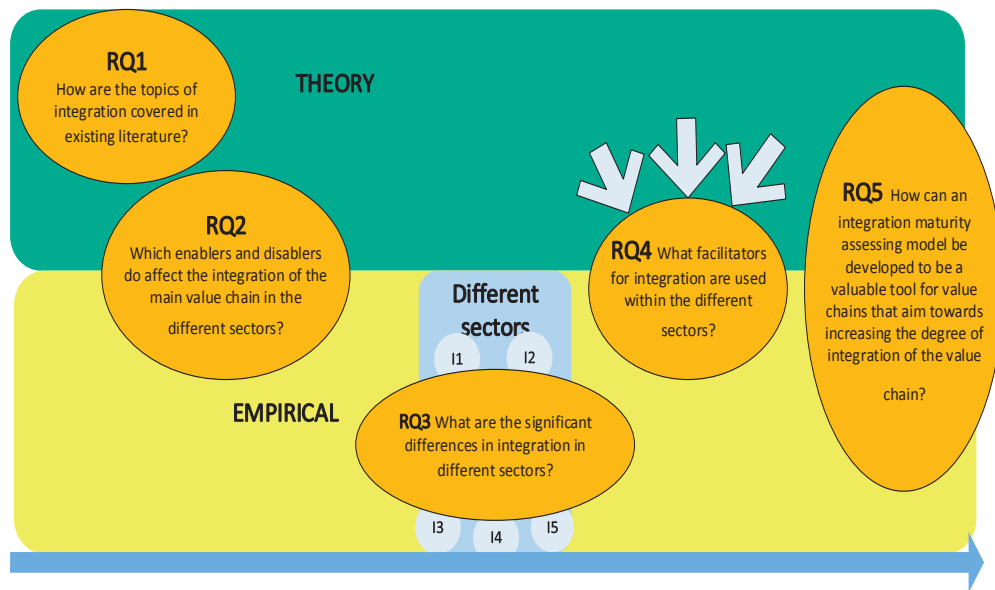 RQ1
How are the topics of
integration covered in
existing literature?
THEORY
RQ2
Which enablers and disablers
do affect the integration of the
main value chain in the
different sectors?
Different
sectors
I1
I2
EMPIRICAL
RQ3 What are the significant
differences in integration in
different sectors?
I3
I4
I5
RQ4 What facilitators
for integration are used
within the different
sectors?
RQ5 How can an
integration maturity
assessing model be
developed to be a
valuable tool for value
chains that aim towards
increasing the degree of
integration of the value
chain?